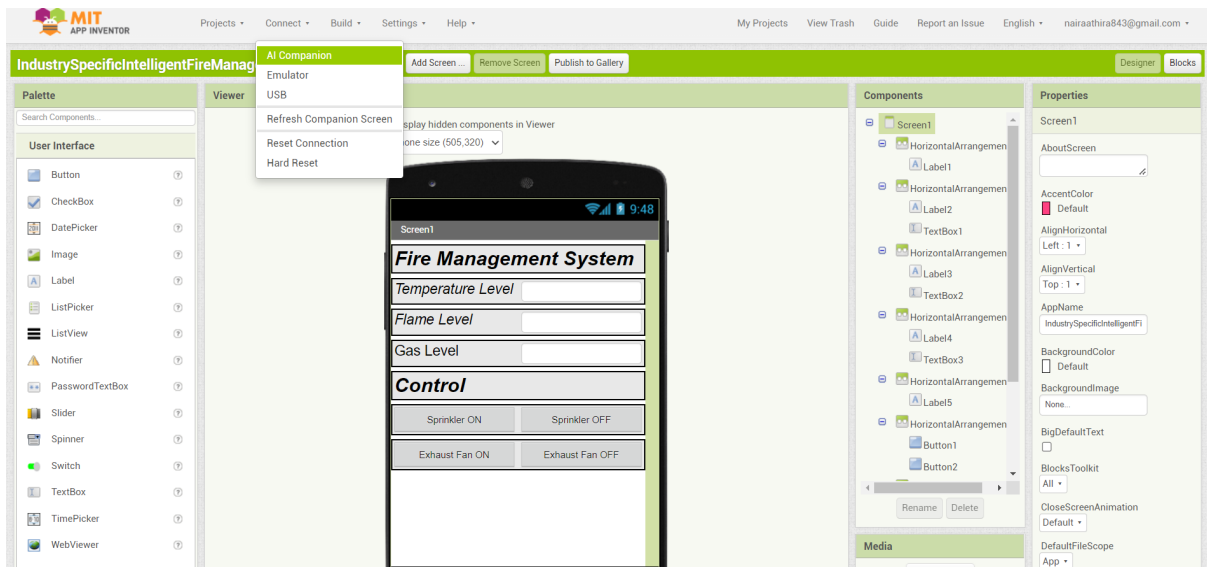 MIT
APP INVENTOR
Projects
Connect
Build
Settings
Help
My Projects
View Trash
Guide
Report an Issue
English
nairaathira843@gmail.com
IndustrySpecificIntelligentFireManag
Add Screen ...
Remove Screen
Publish to Gallery
Designer
Blocks
AI Companion
Emulator
USB
Refresh Companion Screen
Reset Connection
Hard Reset
Palette
Search Components...
User Interface
Button
CheckBox
DatePicker
Image
Label
ListPicker
ListView
Notifier
PasswordTextBox
Slider
Spinner
Switch
TextBox
TimePicker
WebViewer
Viewer
splay hidden components in Viewer
one size (505,320)
9:48
Screen1
Fire Management System
Temperature Level
Flame Level
Gas Level
Control
Sprinkler ON
Sprinkler OFF
Exhaust Fan ON
Exhaust Fan OFF
Components
Screen1
HorizontalArrangemen
Label1
HorizontalArrangemen
Label2
TextBox1
HorizontalArrangemen
Label3
TextBox2
HorizontalArrangemen
Label4
TextBox3
HorizontalArrangemen
Label5
HorizontalArrangemen
Button1
Button2
Rename
Delete
Media
Properties
Screen1
AboutScreen
AccentColor
Default
AlignHorizontal
Left : 1
AlignVertical
Top : 1
AppName
IndustrySpecificIntelligentFi
BackgroundColor
Default
BackgroundImage
None...
BigDefaultText
BlocksToolkit
All
CloseScreenAnimation
Default
DefaultFileScope
App